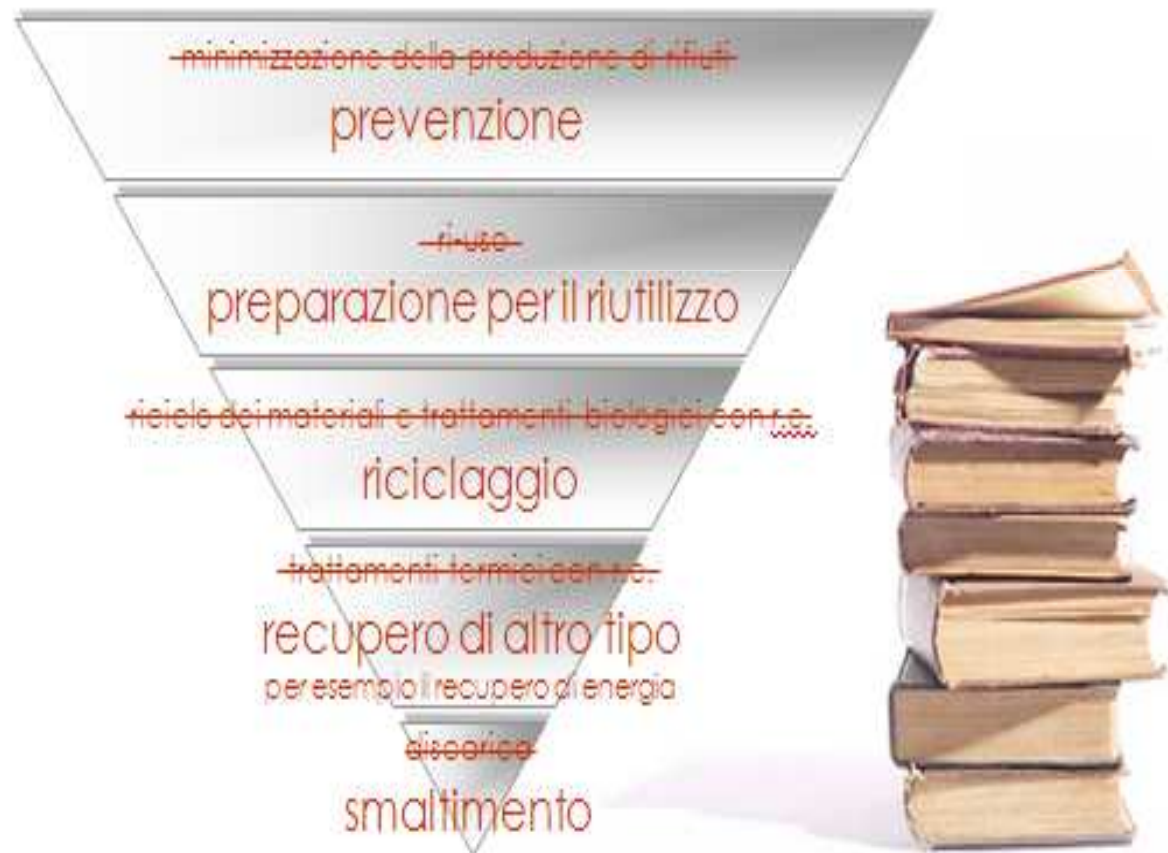 minimizzazione della produzione di rifiuti
prevenzione
ri-uso
preparazione per il riutilizzo
riciclo dei materiali e trattamenti biologici con r.e.
riciclaggio
trattamenti termici con r.e.
recupero di altro tipo
per esempio il recupero di energia
discarica
smaltimento